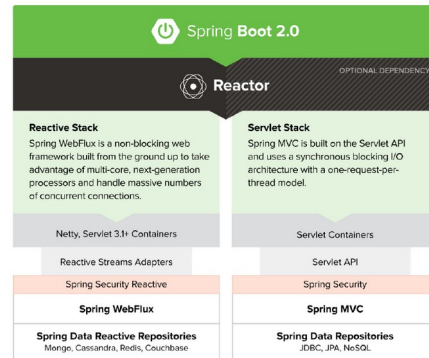 Spring Boot 2.0
OPTIONAL DEPENDENCY
Reactor
Reactive Stack
Spring WebFlux is a non-blocking web
framework built from the ground up to take
advantage of multi-core, next-generation
processors and handle massive numbers
of concurrent connections.
Netty, Servlet 3.1+ Containers
Reactive Streams Adapters
Spring Security Reactive
Spring WebFlux
Spring Data Reactive Repositories
Mongo, Cassandra, Redis, Couchbase
Servlet Stack
Spring MVC is built on the Servlet API
and uses a synchronous blocking I/O
architecture with a one-request-per-
thread model.
Servlet Containers
Servlet API
Spring Security
Spring MVC
Spring Data Repositories
JDBC, JPA, NoSQL